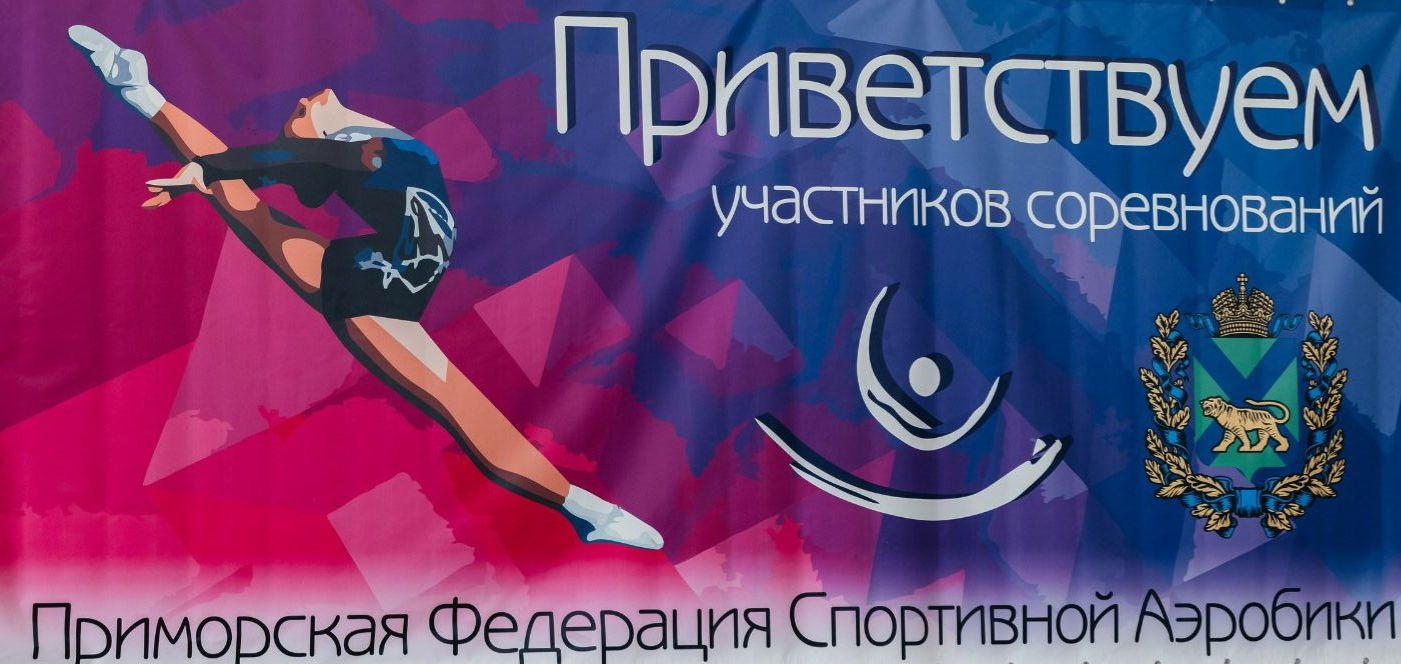 Приветствуем
участников соревнований
Приморская Федерация Спортивной Аэробики